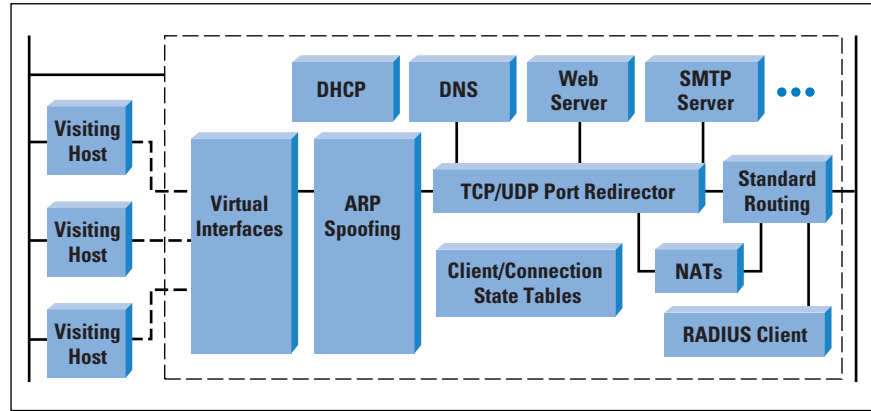 DHCP
DNS
Web
Server
SMTP
Server
Visiting
Host
Visiting
Host
Visiting
Host
Virtual
Interfaces
ARP
Spoofing
TCP/UDP Port Redirector
Standard
Routing
Client/Connection
State Tables
NATs
RADIUS Client